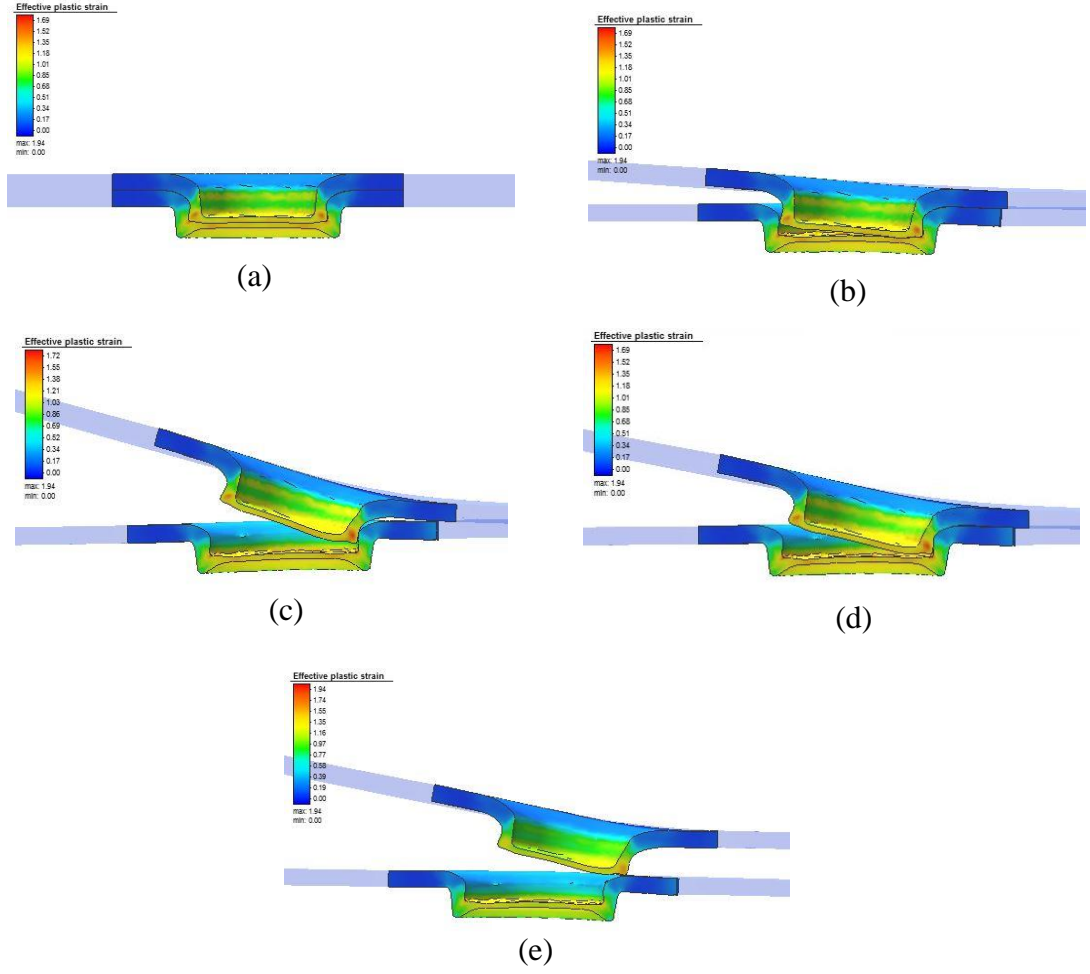 Effective plastic strain
1.69
1.52
1.35
1.18
1.01
0.85
0.68
0.51
0.34
0.17
0.00
max: 1.94
min: 0.00
(a)
Effective plastic strain
1.69
1.52
1.35
1.18
1.01
0.85
0.68
0.51
0.34
0.17
0.00
max: 1.94
min: 0.00
(b)
Effective plastic strain
1.72
1.55
1.38
1.21
1.03
0.86
0.69
0.52
0.34
0.17
0.00
max: 1.94
min: 0.00
(c)
Effective plastic strain
1.69
1.52
1.35
1.18
1.01
0.85
0.68
0.51
0.34
0.17
0.00
max: 1.94
min: 0.00
(d)
Effective plastic strain
1.94
1.74
1.55
1.35
1.16
0.97
0.77
0.58
0.39
0.19
0.00
max: 1.94
min: 0.00
(e)